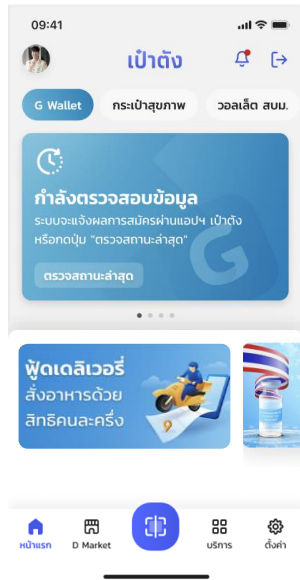 09:41
เป๋าตัง
G Wallet กระเป๋าสุขภาพ วอลเล็ต สบม.
กำลังตรวจสอบข้อมูล
ระบบจะแจ้งผลการสมัครผ่านแอปฯ เป๋าตัง
หรือกดปุ่ม "ตรวจสถานะล่าสุด"
ตรวจสถานะล่าสุด
ฟู้ดเดลิเวอรี่
สั่งอาหารด้วย
สิทธิคนละครึ่ง
หน้าแรก D Market บริการ ตั้งค่า